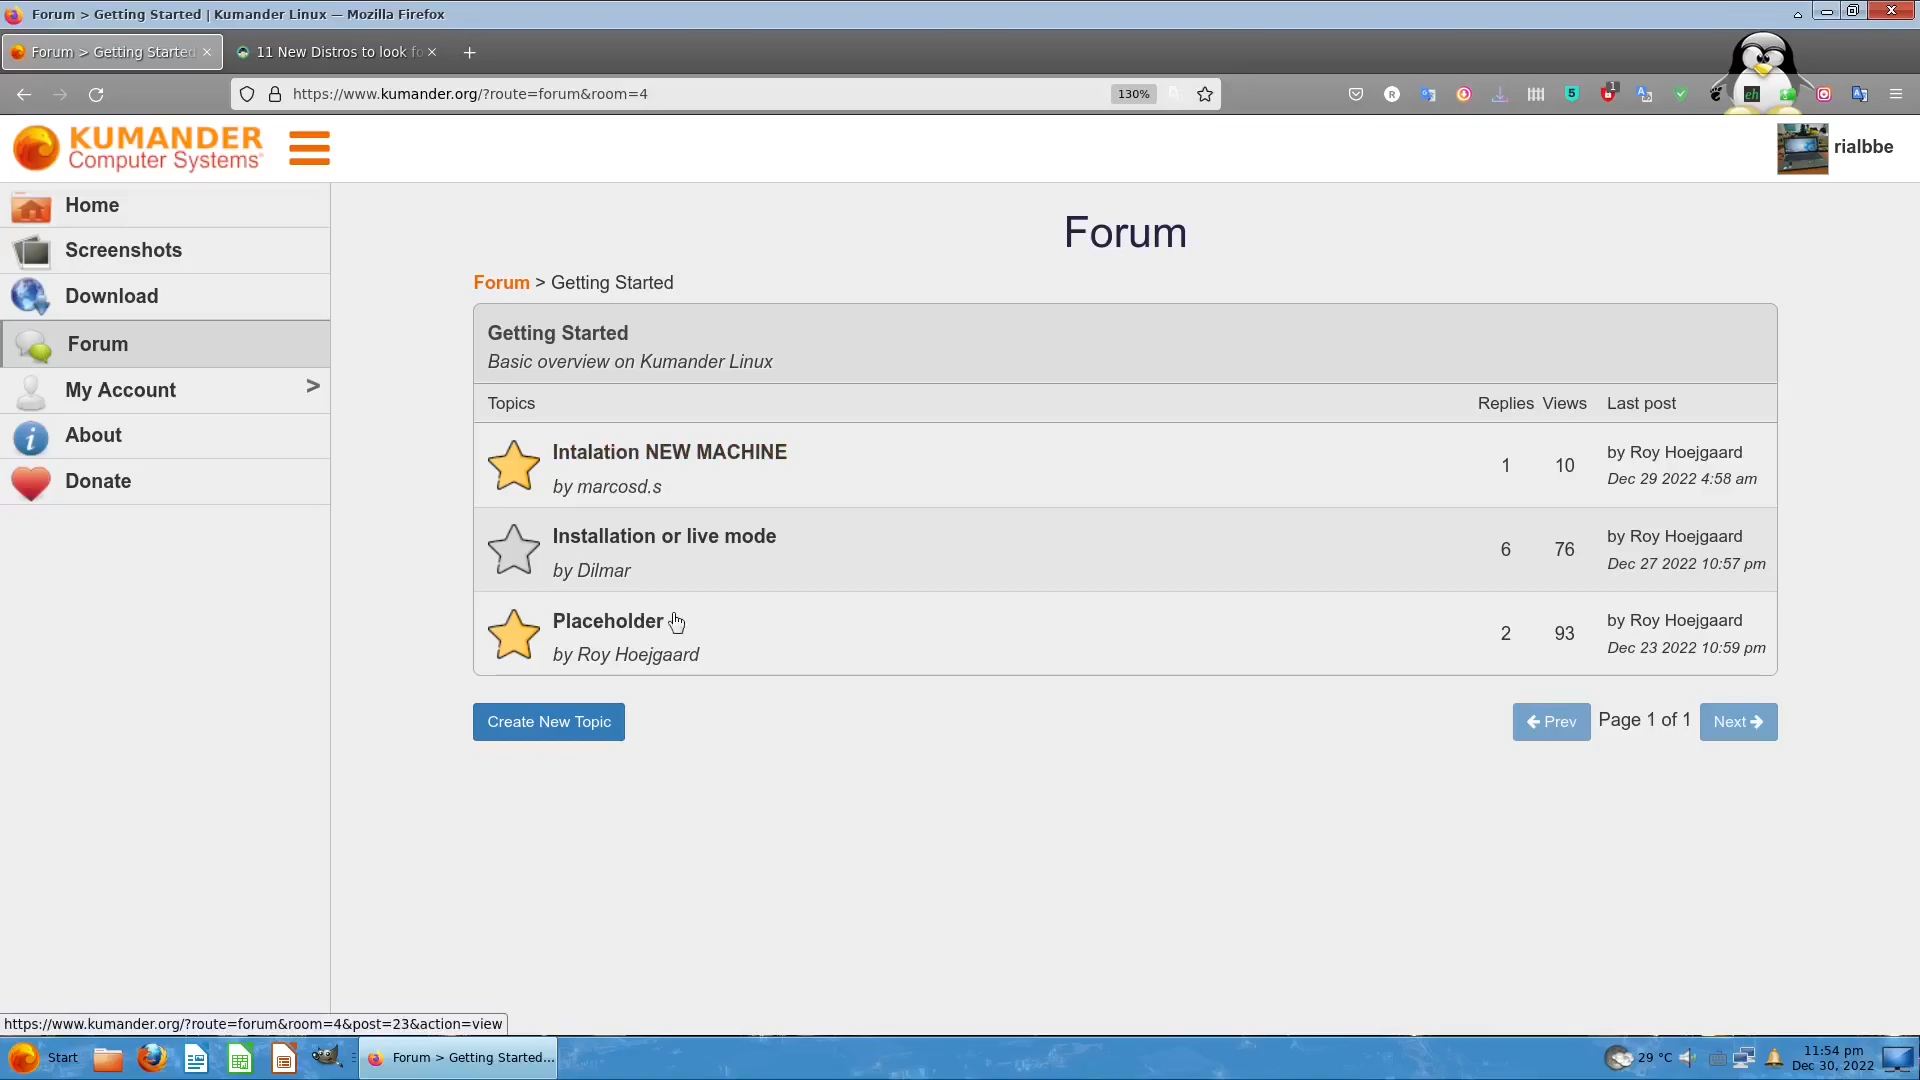 Forum > Getting Started | Kumander Linux — Mozilla Firefox
Forum > Getting Started
11 New Distros to look fo
https://www.kumander.org/?route=forum&room=4
130%
KUMANDER
Computer Systems
rialbbe
Home
Screenshots
Download
Forum
My Account >
About
Donate
Forum
Forum > Getting Started
Getting Started
Basic overview on Kumander Linux
Topics Replies Views Last post
Intalation NEW MACHINE
by marcosd.s
1 10
by Roy Hoejgaard
Dec 29 2022 4:58 am
Installation or live mode
by Dilmar
6 76
by Roy Hoejgaard
Dec 27 2022 10:57 pm
Placeholder
by Roy Hoejgaard
2 93
by Roy Hoejgaard
Dec 23 2022 10:59 pm
Create New Topic
Prev Page 1 of 1 Next
https://www.kumander.org/?route=forum&room=4&post=23&action=view
Start
Forum > Getting Started...
29 °C
11:54 pm
Dec 30, 2022